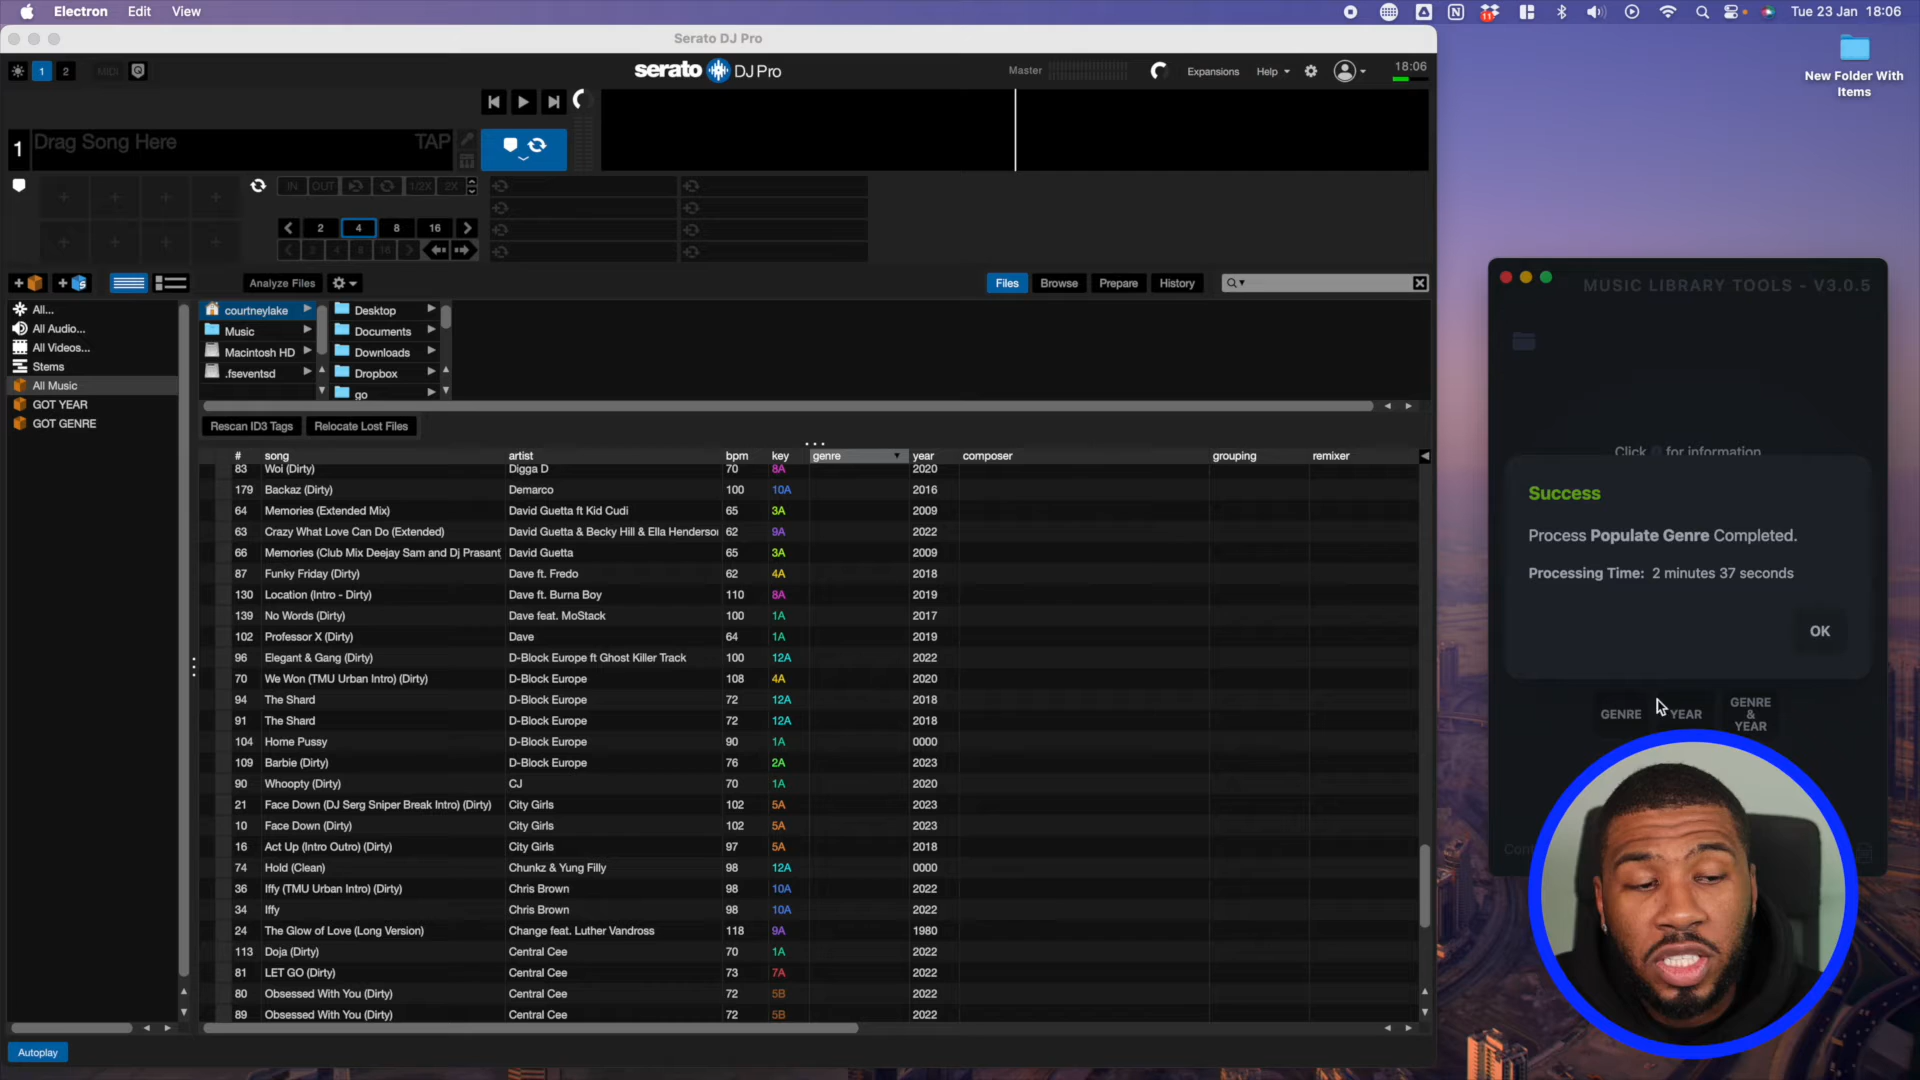 Electron Edit View
11
Tue 23 Jan 18:06
Serato DJ Pro
New Folder With
Items
1 2 MIDI
serato DJ Pro
Master
Expansions Help
18:06
1 Drag Song Here TAP
IN OUT 1/2X 2X
2 4 8 16
Analyze Files
Files Browse Prepare History
All...
All Audio...
All Videos...
Stems
All Music
GOT YEAR
GOT GENRE
courtneylake
Music
Macintosh HD
.fseventsd
Desktop
Documents
Downloads
Dropbox
go
Rescan ID3 Tags Relocate Lost Files
# song artist bpm key genre year composer grouping remixer
83 Woi (Dirty) Digga D 70 8A 2020
179 Backaz (Dirty) Demarco 100 10A 2016
64 Memories (Extended Mix) David Guetta ft Kid Cudi 65 3A 2009
63 Crazy What Love Can Do (Extended) David Guetta & Becky Hill & Ella Henderson 62 9A 2022
66 Memories (Club Mix Deejay Sam and Dj Prasant) David Guetta 65 3A 2009
87 Funky Friday (Dirty) Dave ft. Fredo 62 4A 2018
130 Location (Intro - Dirty) Dave ft. Burna Boy 110 8A 2019
139 No Words (Dirty) Dave feat. MoStack 100 1A 2017
102 Professor X (Dirty) Dave 64 1A 2019
96 Elegant & Gang (Dirty) D-Block Europe ft Ghost Killer Track 100 12A 2022
70 We Won (TMU Urban Intro) (Dirty) D-Block Europe 108 4A 2020
94 The Shard D-Block Europe 72 12A 2018
91 The Shard D-Block Europe 72 12A 2018
104 Home Pussy D-Block Europe 90 1A 0000
109 Barbie (Dirty) D-Block Europe 76 2A 2023
90 Whoopty (Dirty) CJ 70 1A 2020
21 Face Down (DJ Serg Sniper Break Intro) (Dirty) City Girls 102 5A 2023
10 Face Down (Dirty) City Girls 102 5A 2023
16 Act Up (Intro Outro) (Dirty) City Girls 97 5A 2018
74 Hold (Clean) Chunkz & Yung Filly 98 12A 0000
36 Iffy (TMU Urban Intro) (Dirty) Chris Brown 98 10A 2022
34 Iffy Chris Brown 98 10A 2022
24 The Glow of Love (Long Version) Change feat. Luther Vandross 118 9A 1980
113 Doja (Dirty) Central Cee 70 1A 2022
81 LET GO (Dirty) Central Cee 73 7A 2022
80 Obsessed With You (Dirty) Central Cee 72 5B 2022
89 Obsessed With You (Dirty) Central Cee 72 5B 2022
Autoplay
MUSIC LIBRARY TOOLS - V3.0.5
Click for information
Success
Process Populate Genre Completed.
Processing Time: 2 minutes 37 seconds
OK
GENRE YEAR GENRE
&
YEAR